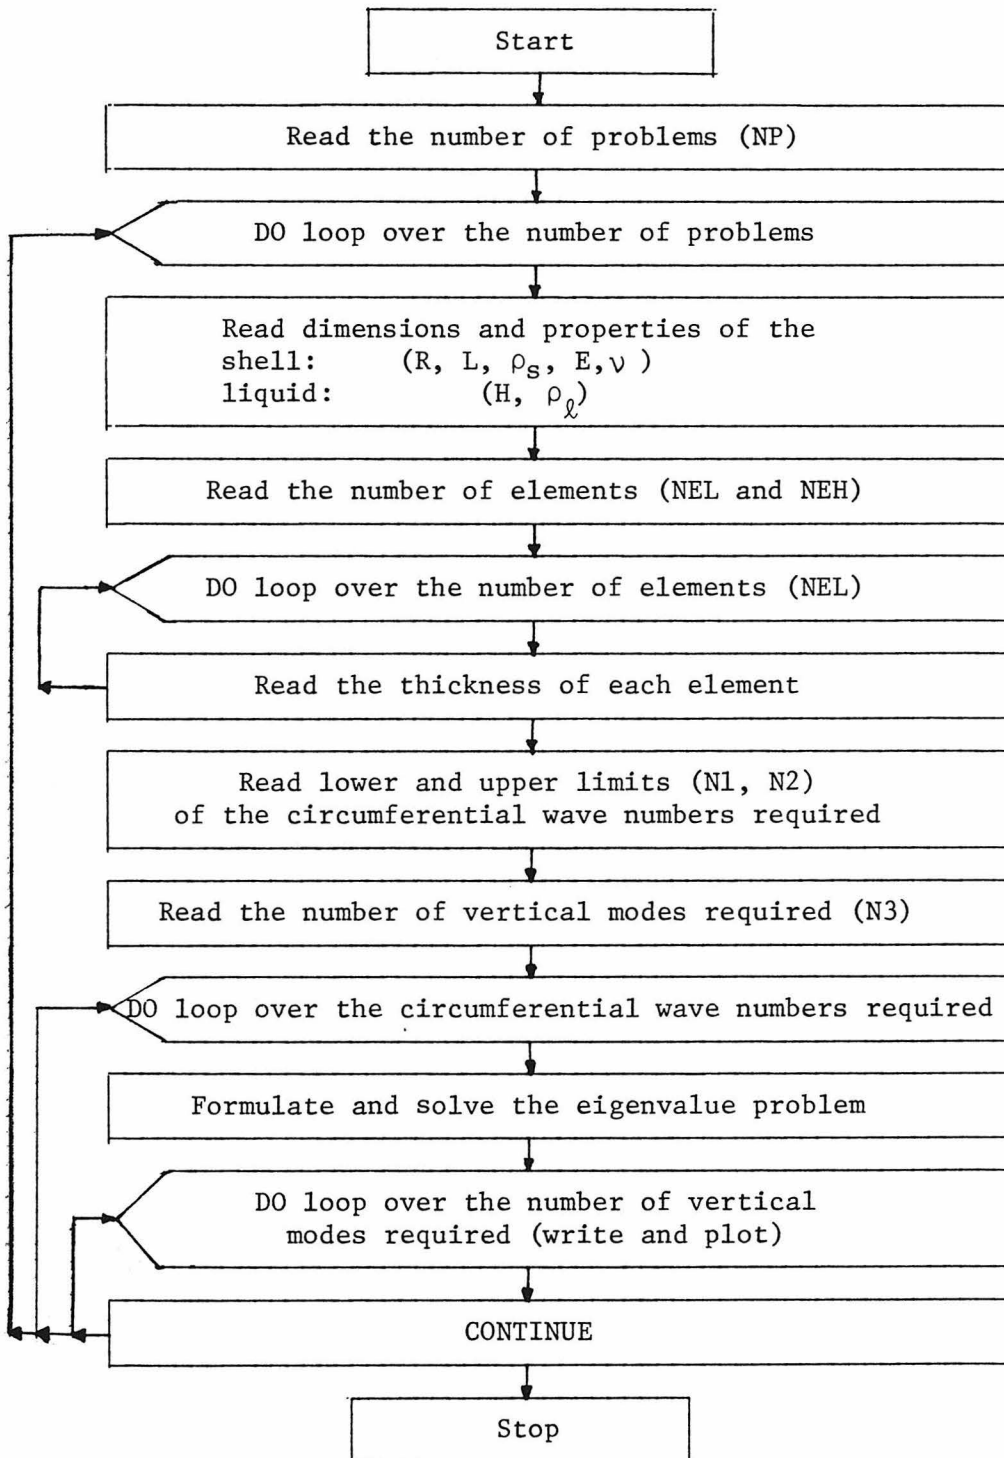 Start
Read the number of problems (NP)
DO loop over the number of problems
Read dimensions and properties of the
shell: (R, L, ρₛ, E,ν )
liquid: (H, ρ_ℓ)
Read the number of elements (NEL and NEH)
DO loop over the number of elements (NEL)
Read the thickness of each element
Read lower and upper limits (N1, N2)
of the circumferential wave numbers required
Read the number of vertical modes required (N3)
DO loop over the circumferential wave numbers required
Formulate and solve the eigenvalue problem
DO loop over the number of vertical
modes required (write and plot)
CONTINUE
Stop